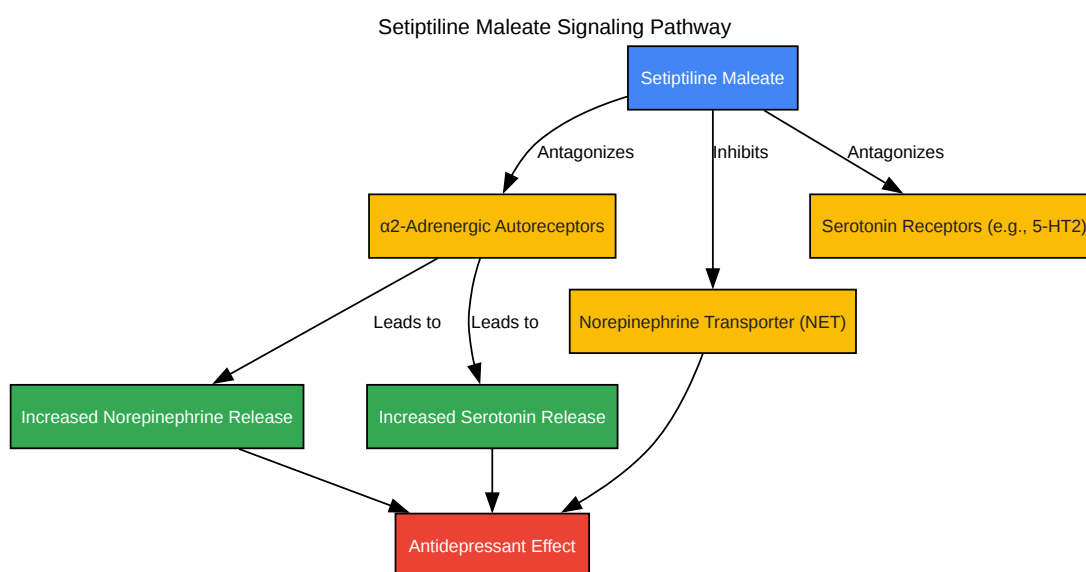 Setiptiline Maleate Signaling Pathway
Setiptiline Maleate
Antagonizes
Inhibits
Antagonizes
α2-Adrenergic Autoreceptors
Serotonin Receptors (e.g., 5-HT2)
Leads to
Leads to
Norepinephrine Transporter (NET)
Increased Norepinephrine Release
Increased Serotonin Release
Antidepressant Effect